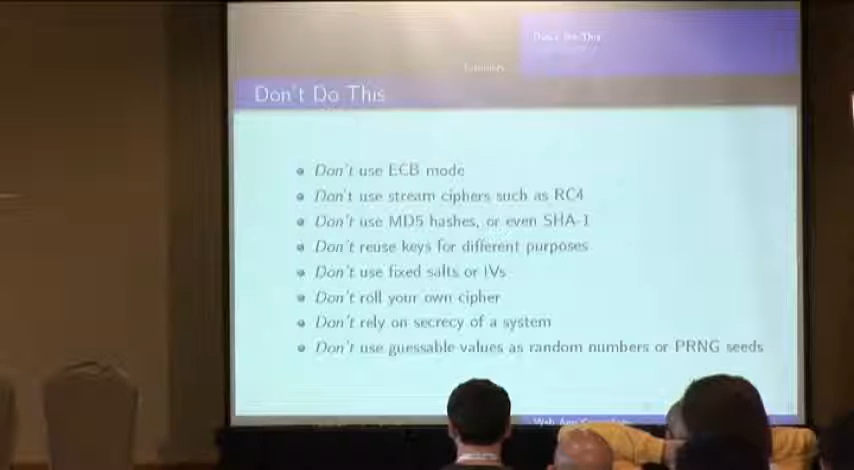 Don't Do This
Summary
Don't Do This
Don't use ECB mode
Don't use stream ciphers such as RC4
Don't use MD5 hashes, or even SHA-1
Don't reuse keys for different purposes
Don't use fixed salts or IVs
Don't roll your own cipher
Don't rely on secrecy of a system
Don't use guessable values as random numbers or PRNG seeds
Web App